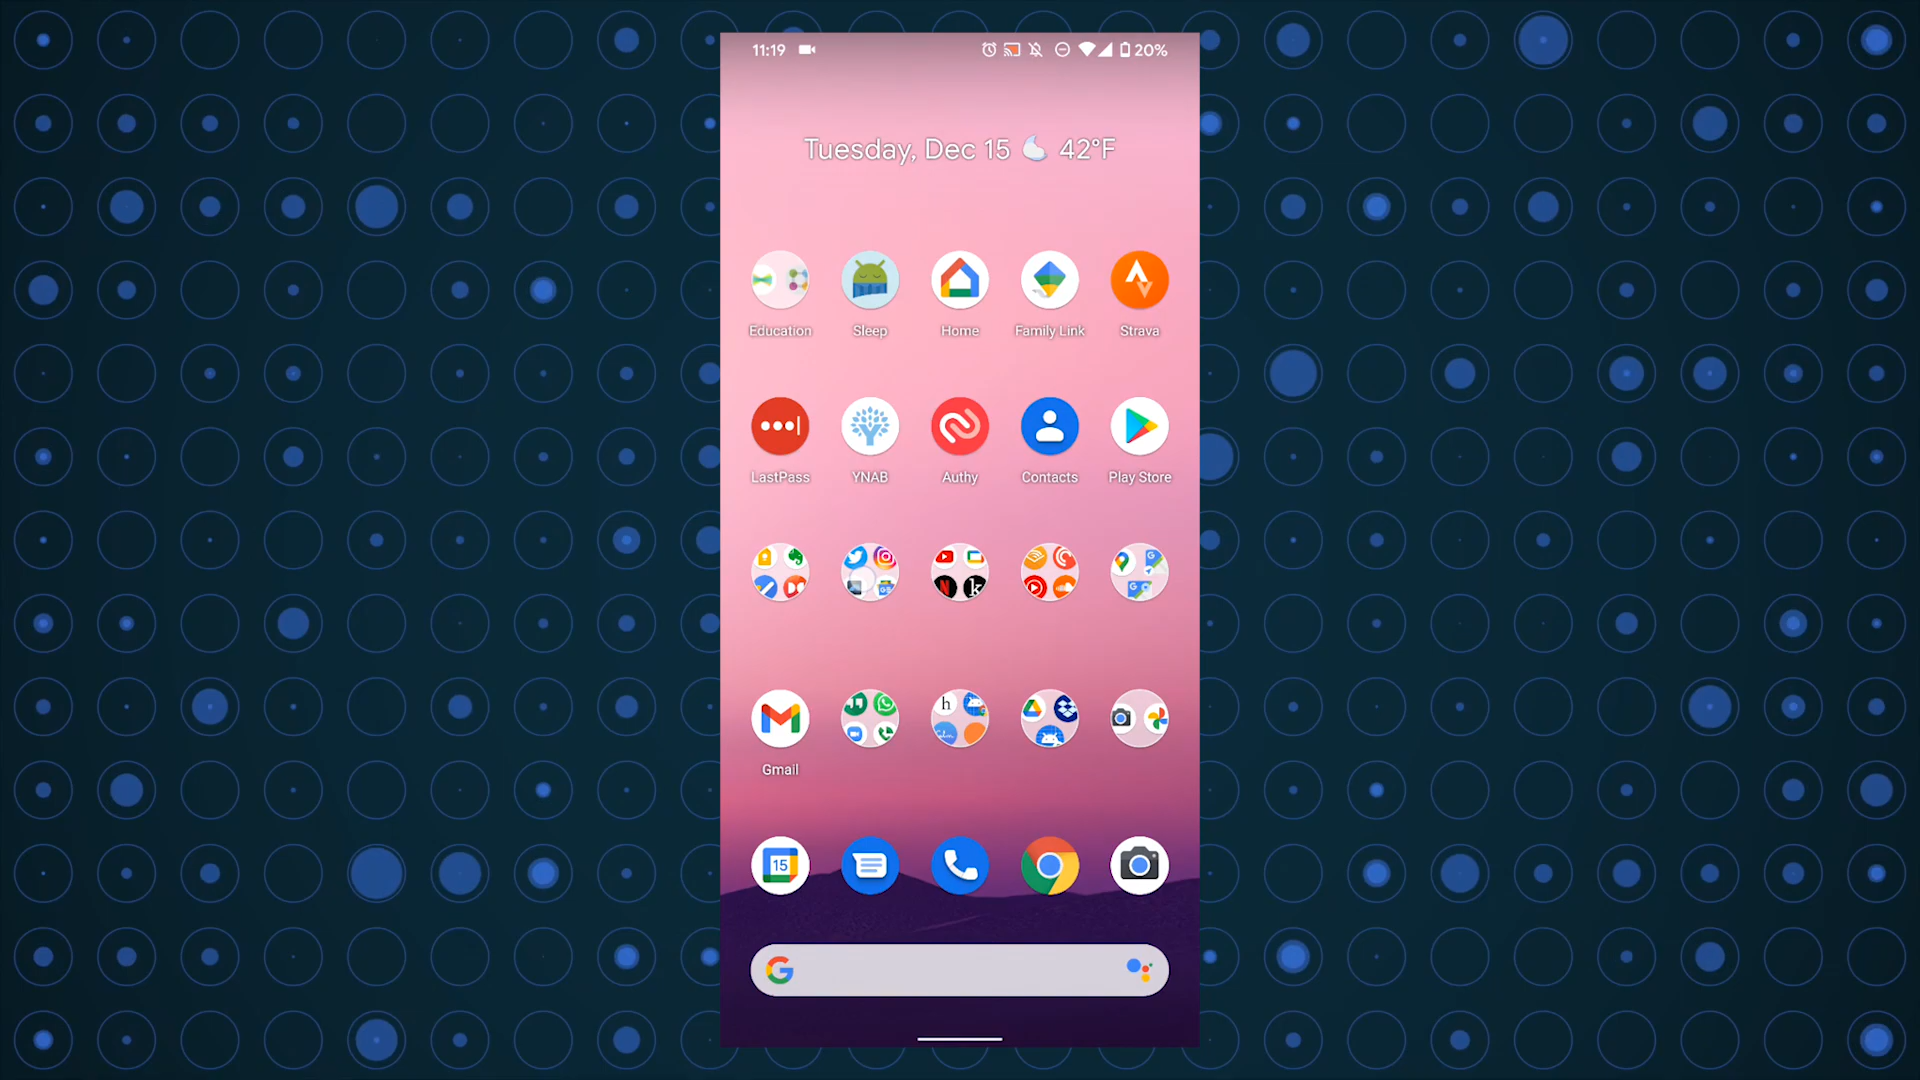 11:19 20%
Tuesday, Dec 15 42°F
Education Sleep Home Family Link Strava
LastPass YNAB Authy Contacts Play Store
Gmail
15